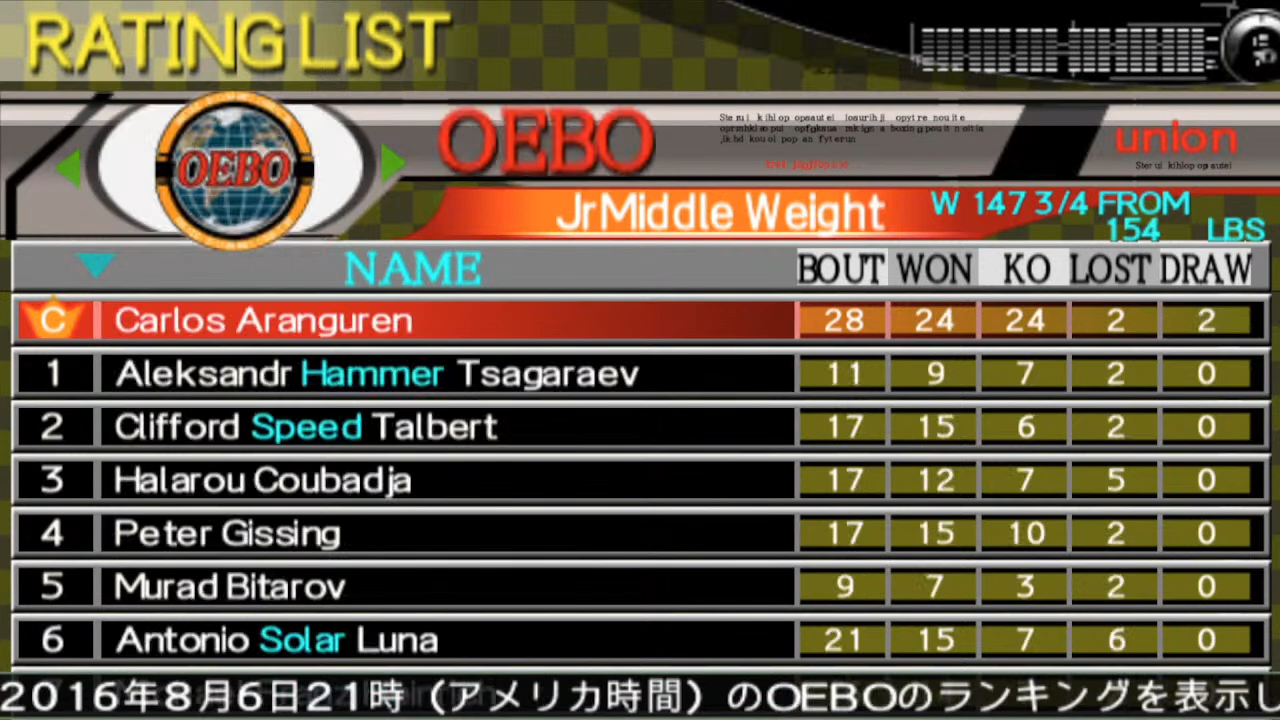 RATING LIST
OEBO
OEBO
union
JrMiddle Weight
W 147 3/4 FROM
154 LBS
NAME BOUT WON KO LOST DRAW
C Carlos Aranguren 28 24 24 2 2
1 Aleksandr Hammer Tsagaraev 11 9 7 2 0
2 Clifford Speed Talbert 17 15 6 2 0
3 Halarou Coubadja 17 12 7 5 0
4 Peter Gissing 17 15 10 2 0
5 Murad Bitarov 9 7 3 2 0
6 Antonio Solar Luna 21 15 7 6 0
2016年8月6日21時（アメリカ時間）のOEBOのランキングを表示し